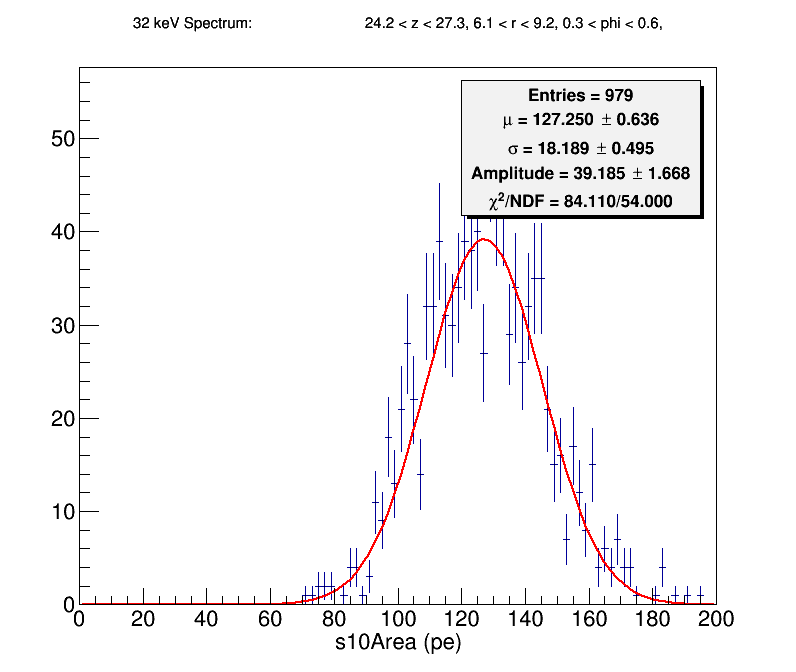 32 keV Spectrum: 24.2 < z < 27.3, 6.1 < r < 9.2, 0.3 < phi < 0.6,
Entries = 979
μ = 127.250 ± 0.636
σ = 18.189 ± 0.495
Amplitude = 39.185 ± 1.668
χ²/NDF = 84.110/54.000
50
40
30
20
10
0
0 20 40 60 80 100 120 140 160 180 200
s10Area (pe)